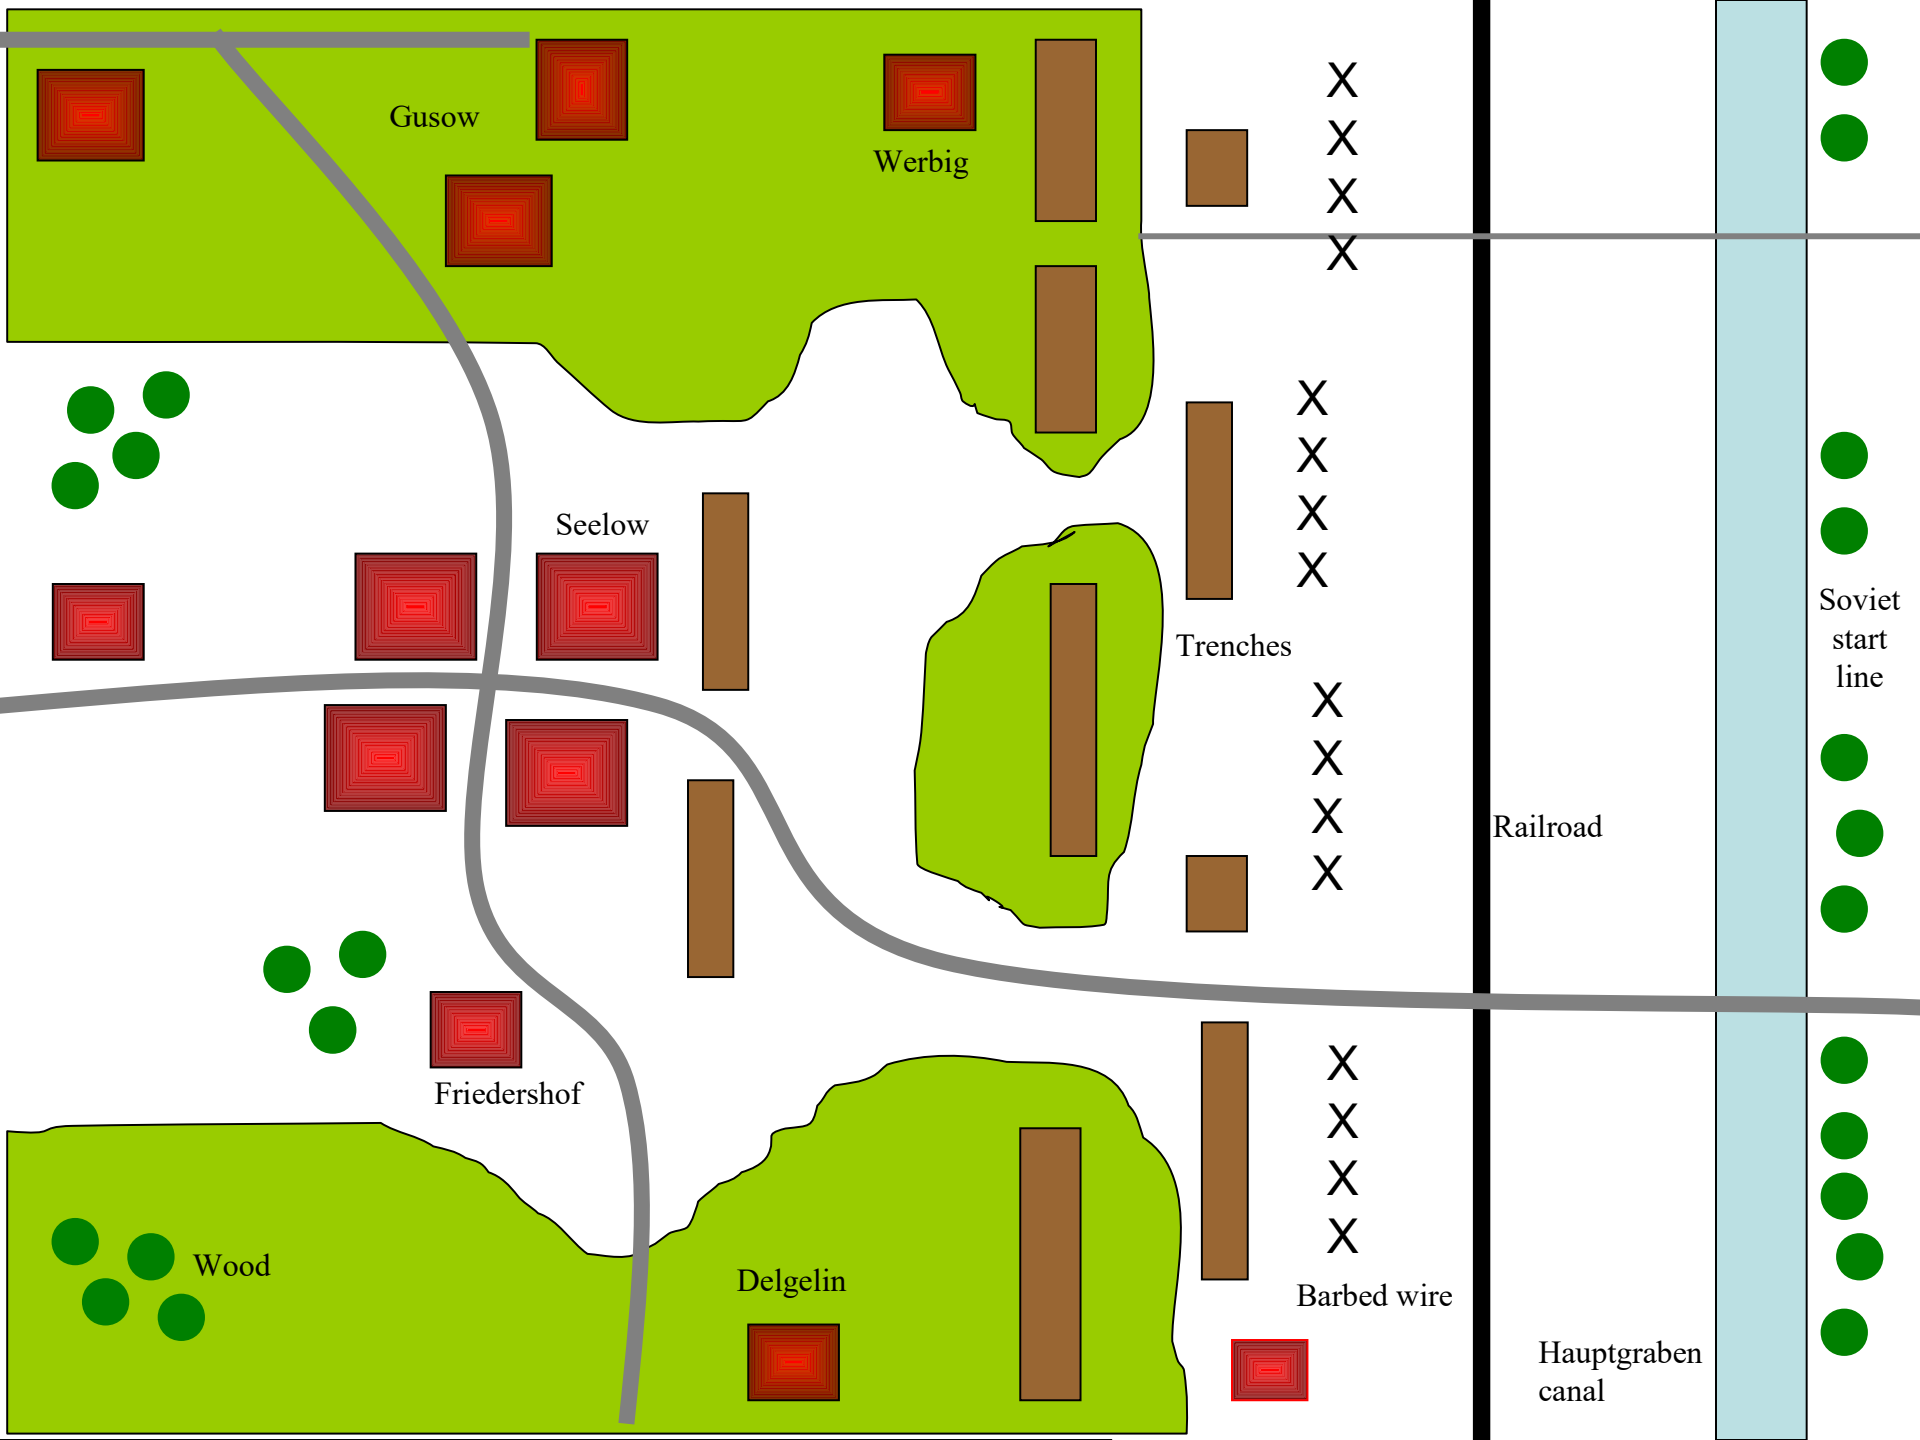 Gusow
Werbig
X
X
X
X
X
X
X
X
Seelow
Soviet
start
line
Trenches
X
X
X
X
Railroad
X
X
X
X
Friedershof
Wood
Delgelin
Barbed wire
Hauptgraben
canal